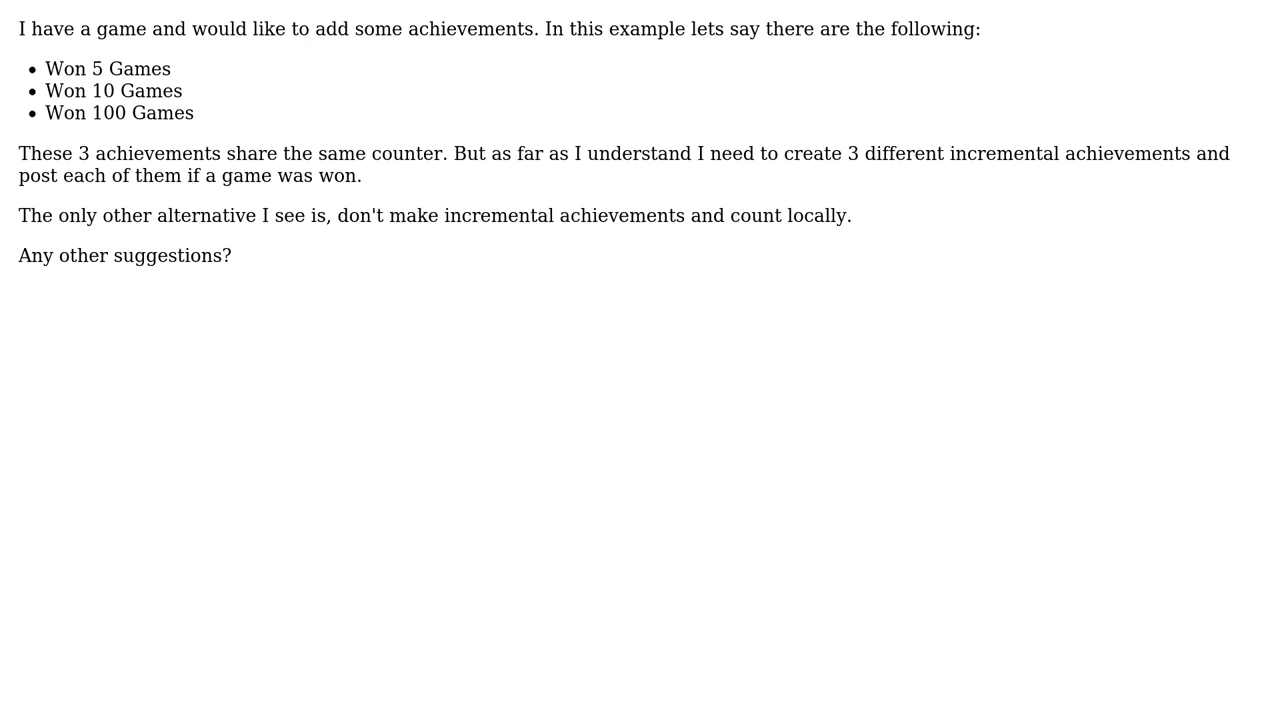 I have a game and would like to add some achievements. In this example lets say there are the following:
• Won 5 Games
• Won 10 Games
• Won 100 Games
These 3 achievements share the same counter. But as far as I understand I need to create 3 different incremental achievements and
post each of them if a game was won.
The only other alternative I see is, don't make incremental achievements and count locally.
Any other suggestions?